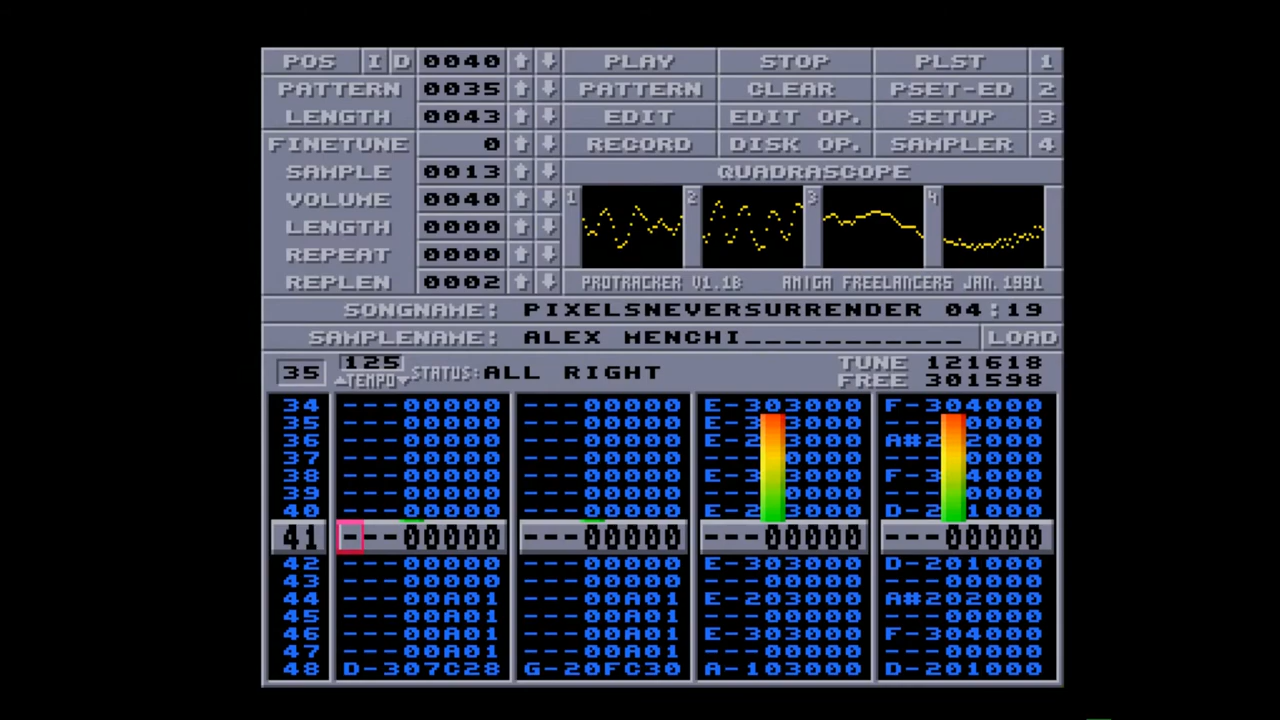 POS I D 0040 PLAY STOP PLST 1
PATTERN 0035 PATTERN CLEAR PSET-ED 2
LENGTH 0043 EDIT EDIT OP. SETUP 3
FINETUNE 0 RECORD DISK OP. SAMPLER 4
SAMPLE 0013 QUADRASCOPE
VOLUME 0040 1 2 3 4
LENGTH 0000
REPEAT 0000
REPLEN 0002 PROTRACKER V1.1B AMIGA FREELANCERS JAN.1991
SONGNAME: PIXELSNEVERSURRENDER 04:19
SAMPLENAME: ALEX MENCHI___________ LOAD
35 125 TEMPO STATUS:ALL RIGHT TUNE 121618
FREE 301598
34 ---00000 ---00000 E-303000 F-304000
35 ---00000 ---00000
36 ---00000 ---00000
37 ---00000 ---00000
38 ---00000 ---00000
39 ---00000 ---00000
40 ---00000 ---00000
41 ---00000 ---00000 ---00000 ---00000
42 ---00000 ---00000 E-303000 D-201000
43 ---00000 ---00000 ---00000 ---00000
44 ---00A01 ---00A01 E-203000 A#202000
45 ---00A01 ---00A01 ---00000 ---00000
46 ---00A01 ---00A01 E-303000 F-304000
47 ---00A01 ---00A01 ---00000 ---00000
48 D-307C28 G-20FC30 A-103000 D-201000